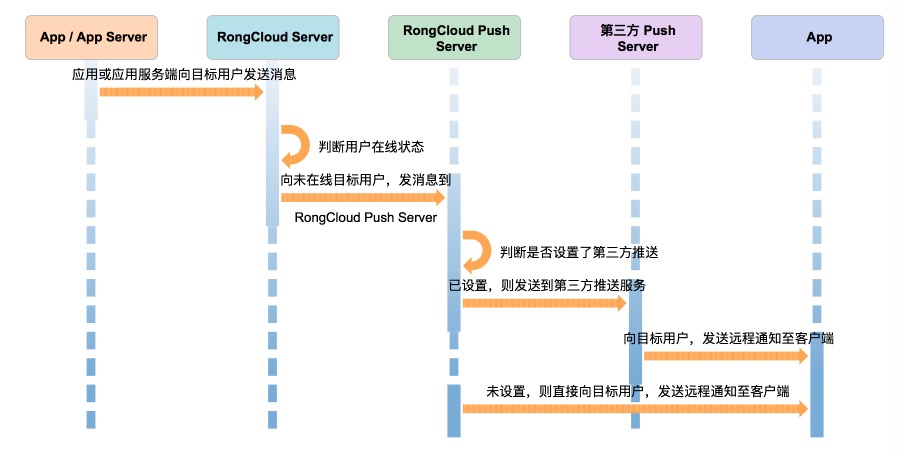 App / App Server
RongCloud Server
RongCloud Push
Server
第三方 Push
Server
App
应用或应用服务端向目标用户发送消息
判断用户在线状态
向未在线目标用户，发消息到
RongCloud Push Server
判断是否设置了第三方推送
已设置，则发送到第三方推送服务
向目标用户，发送远程通知至客户端
未设置，则直接向目标用户，发送远程通知至客户端